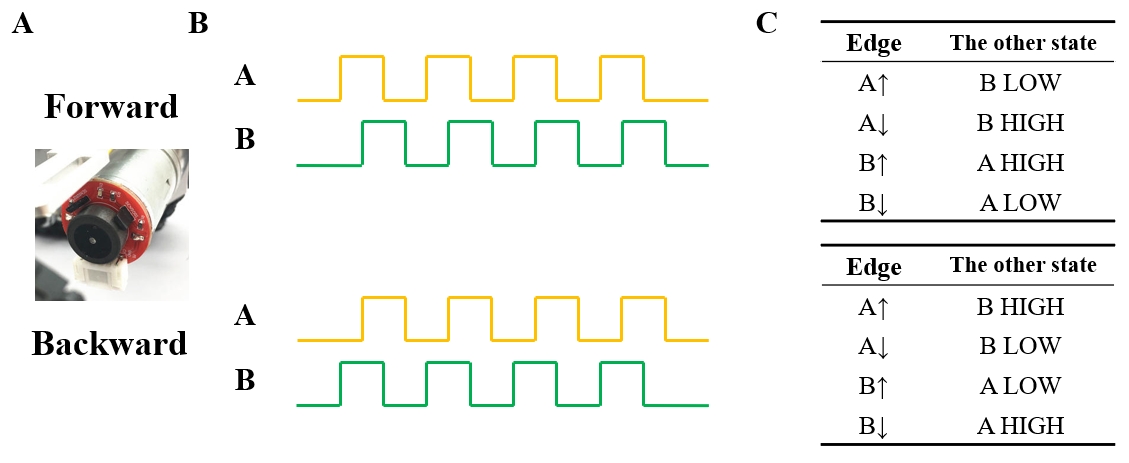 A
Forward
Backward
B
A
B
A
B
C
Edge The other state
A↑ B LOW
A↓ B HIGH
B↑ A HIGH
B↓ A LOW
Edge The other state
A↑ B HIGH
A↓ B LOW
B↑ A LOW
B↓ A HIGH